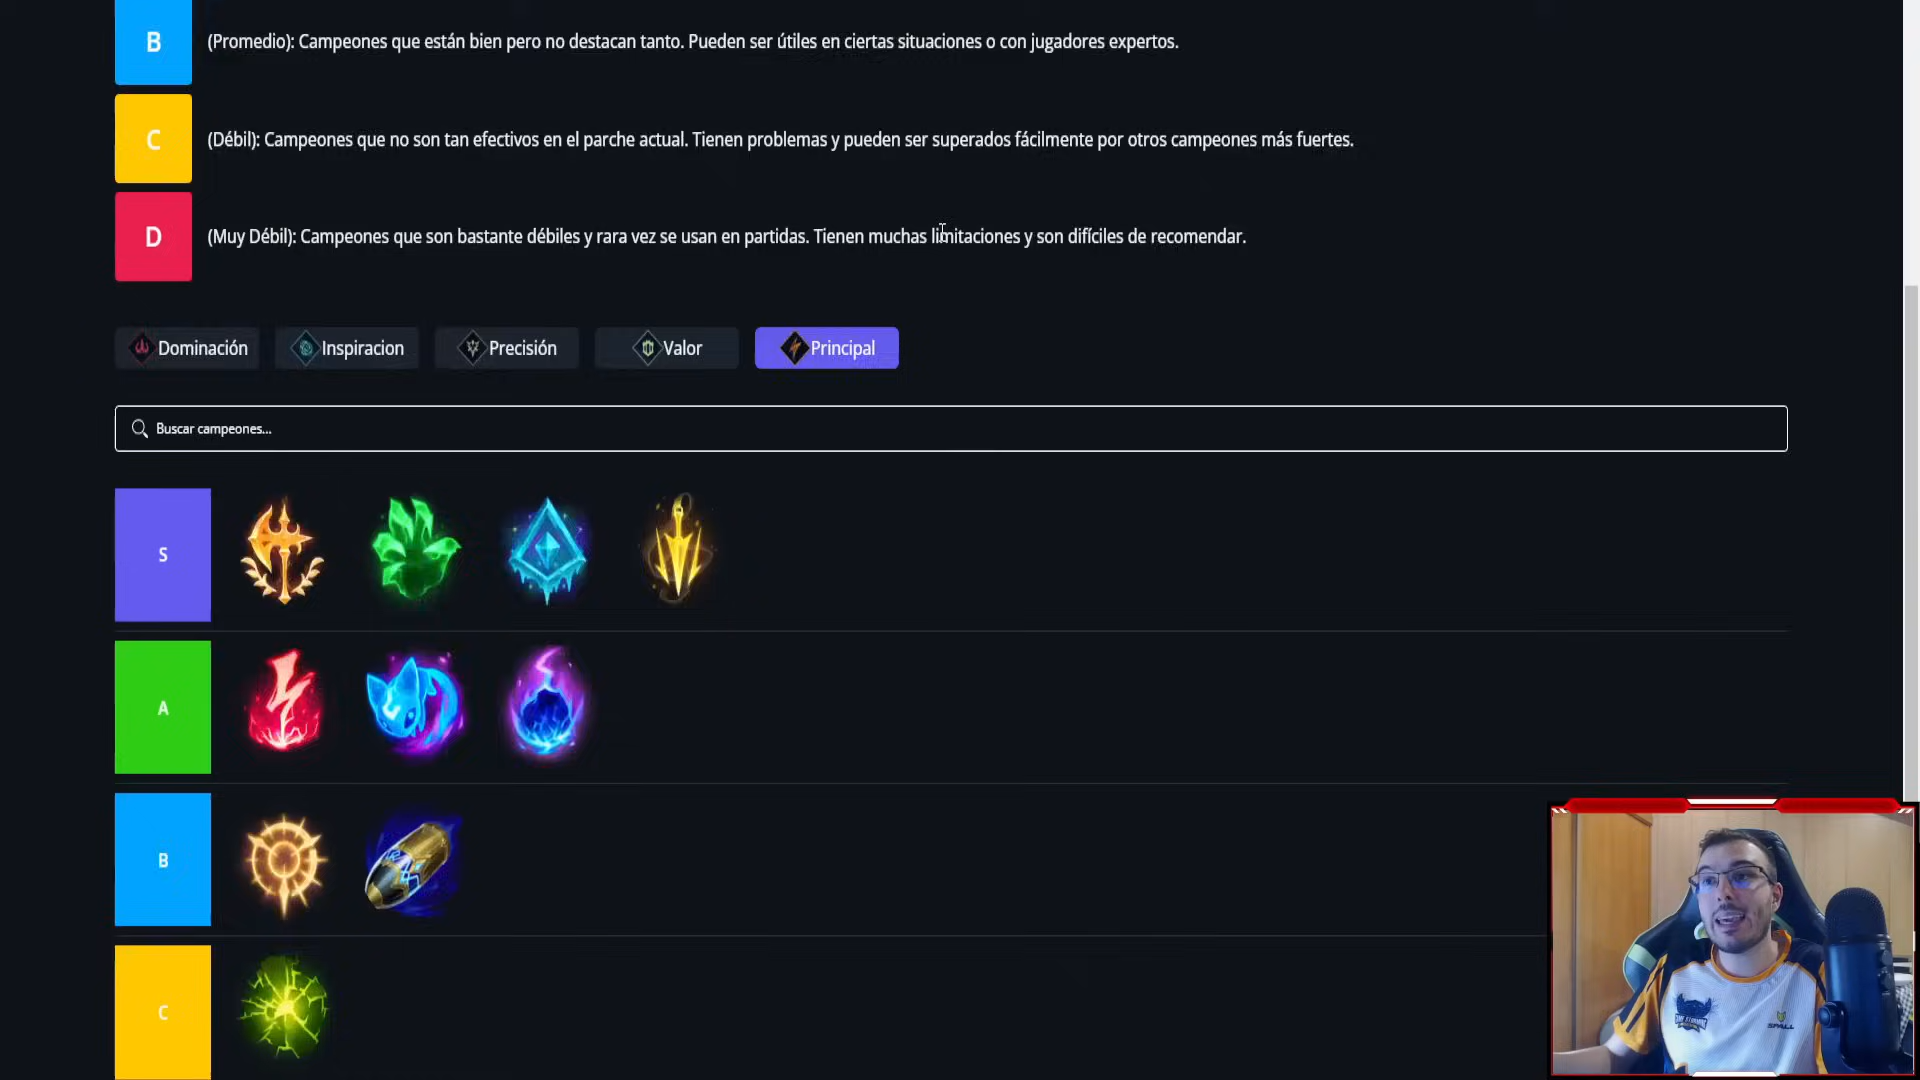 B
(Promedio): Campeones que están bien pero no destacan tanto. Pueden ser útiles en ciertas situaciones o con jugadores expertos.
C
(Débil): Campeones que no son tan efectivos en el parche actual. Tienen problemas y pueden ser superados fácilmente por otros campeones más fuertes.
D
(Muy Débil): Campeones que son bastante débiles y rara vez se usan en partidas. Tienen muchas limitaciones y son difíciles de recomendar.
Dominación
Inspiracion
Precisión
Valor
Principal
Buscar campeones...
S
A
B
C
SPALL